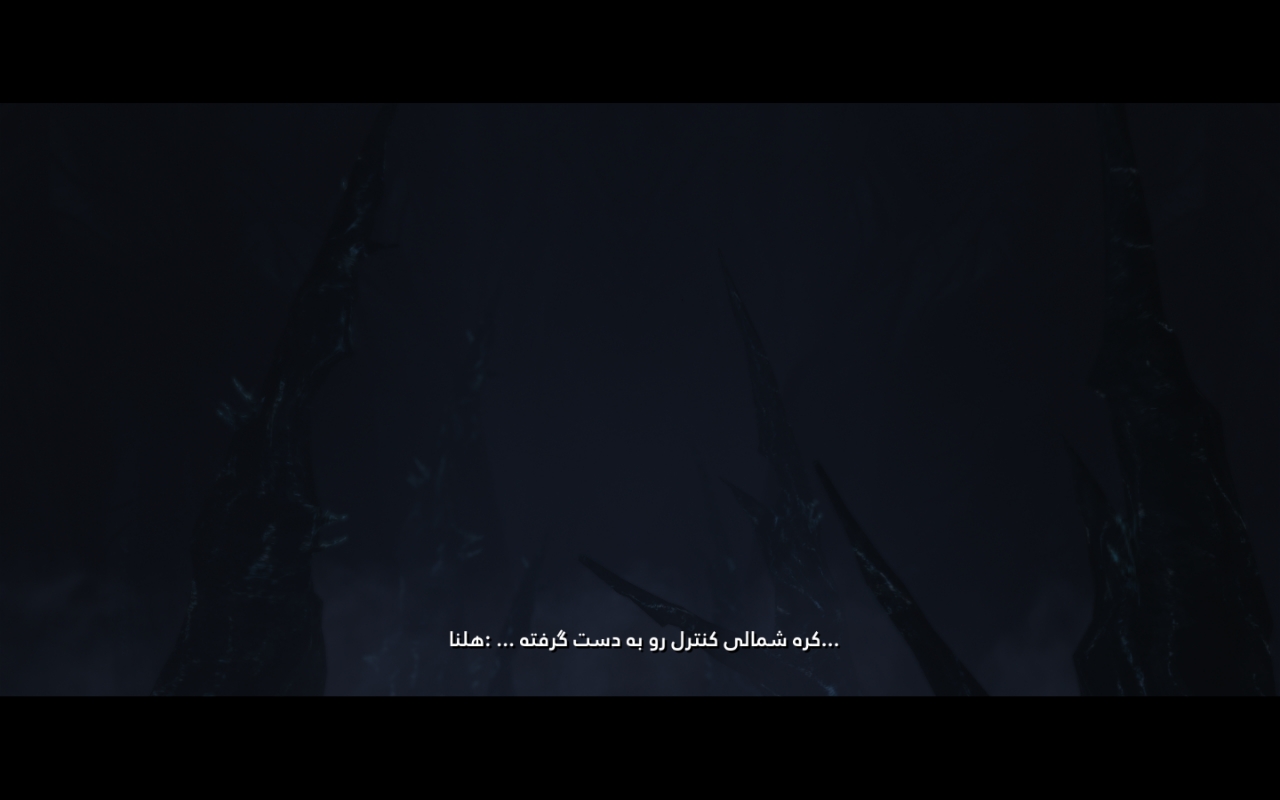 هلنا: ... کره شمالی کنترل رو به دست گرفته...